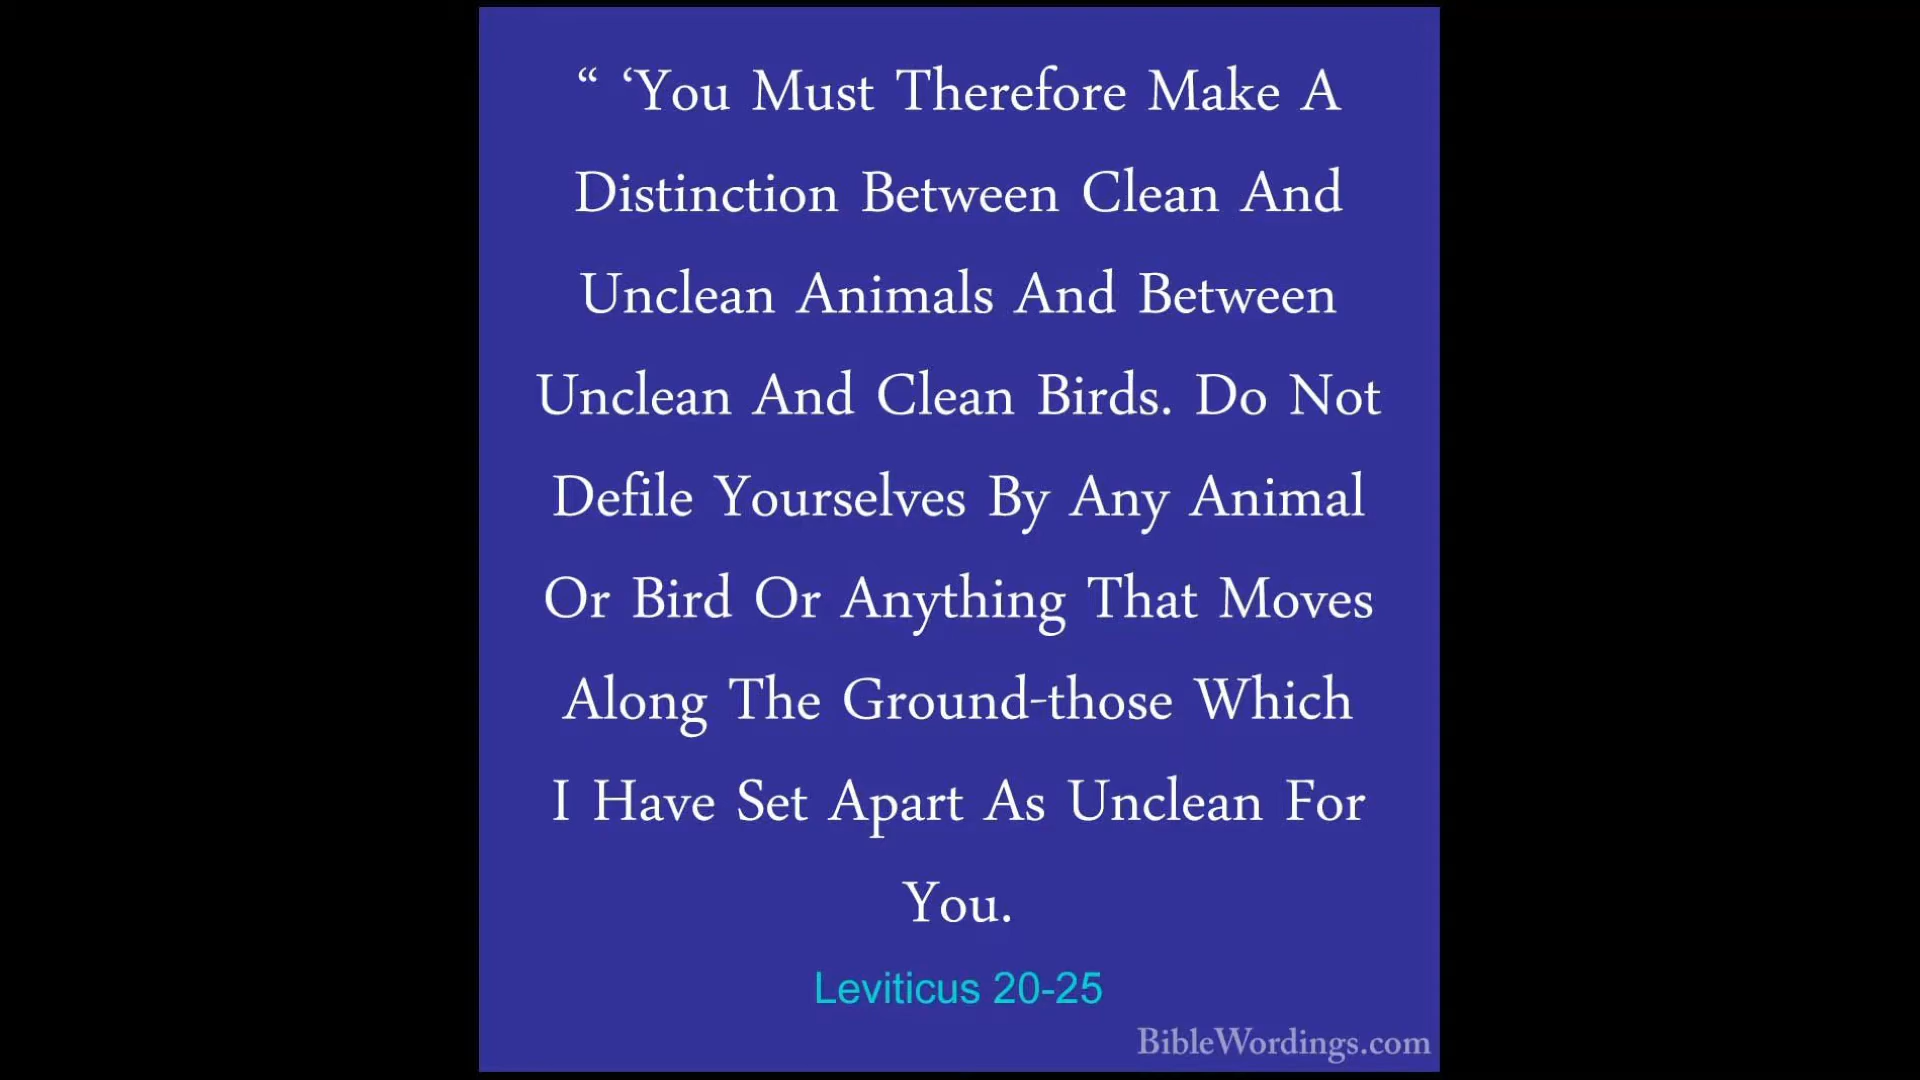 “ ‘You Must Therefore Make A
Distinction Between Clean And
Unclean Animals And Between
Unclean And Clean Birds. Do Not
Defile Yourselves By Any Animal
Or Bird Or Anything That Moves
Along The Ground-those Which
I Have Set Apart As Unclean For
You.
Leviticus 20-25
BibleWordings.com